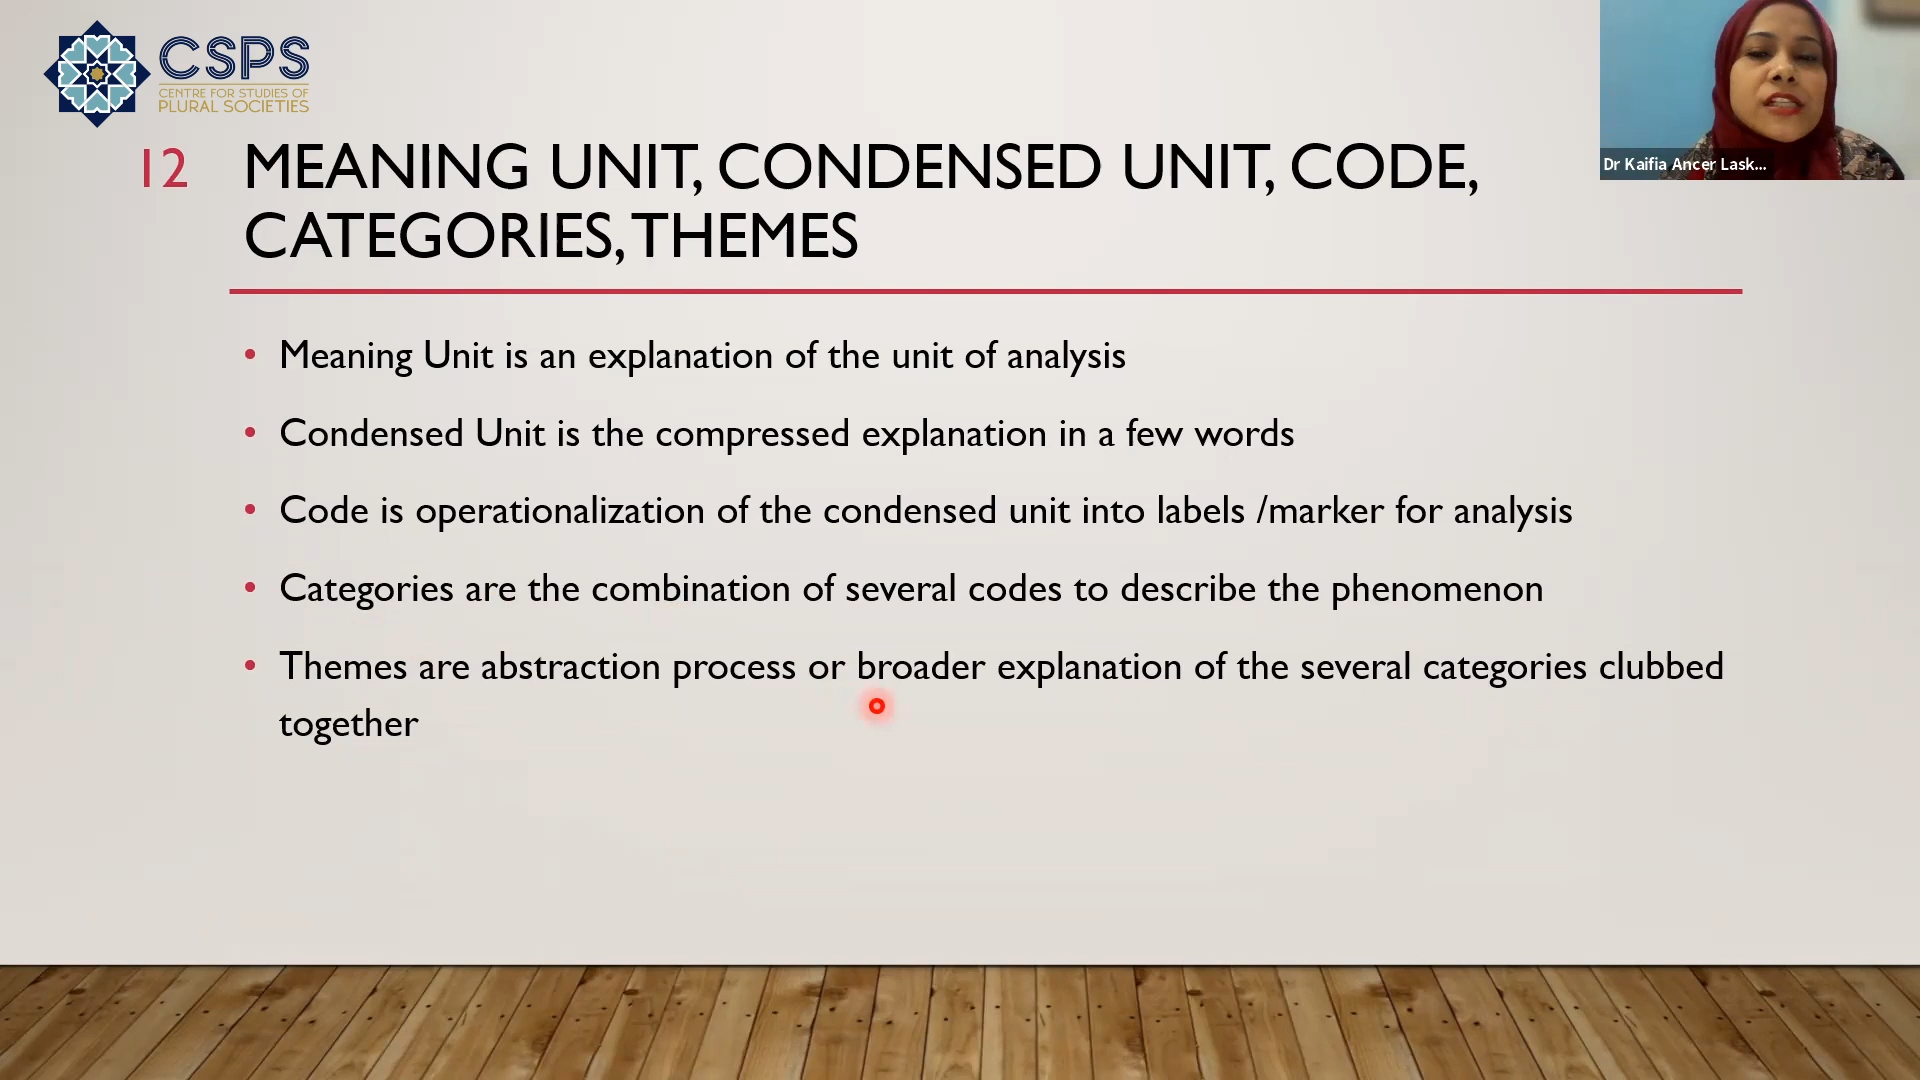 CSPS
CENTRE FOR STUDIES OF
PLURAL SOCIETIES
Dr Kaifia Ancer Lask...
12
MEANING UNIT, CONDENSED UNIT, CODE,
CATEGORIES, THEMES
• Meaning Unit is an explanation of the unit of analysis
• Condensed Unit is the compressed explanation in a few words
• Code is operationalization of the condensed unit into labels /marker for analysis
• Categories are the combination of several codes to describe the phenomenon
• Themes are abstraction process or broader explanation of the several categories clubbed
together